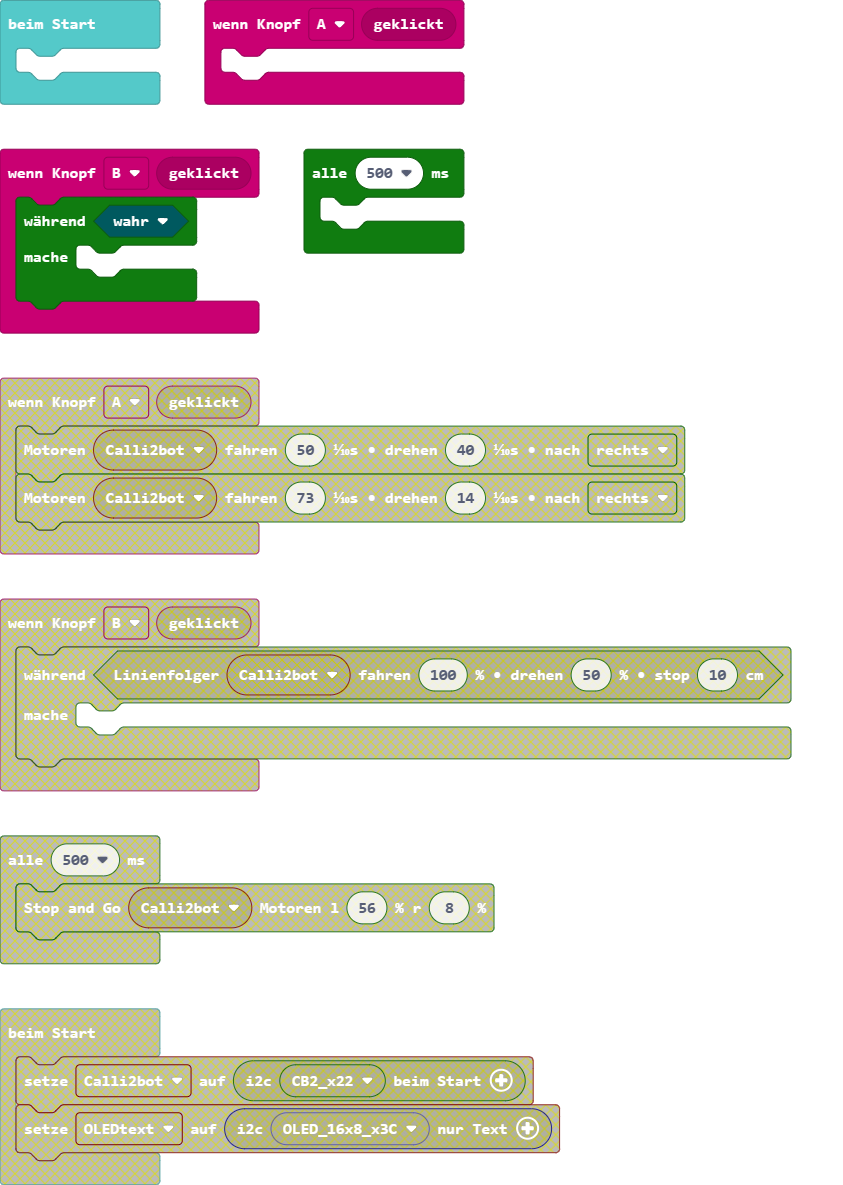 beim Start
wenn Knopf A geklickt
wenn Knopf B geklickt
während wahr
mache
alle 500 ms
wenn Knopf A geklickt
Motoren Calli2bot fahren 50 ⅒s • drehen 40 ⅒s • nach rechts
Motoren Calli2bot fahren 73 ⅒s • drehen 14 ⅒s • nach rechts
wenn Knopf B geklickt
während Linienfolger Calli2bot fahren 100 % • drehen 50 % • stop 10 cm
mache
alle 500 ms
Stop and Go Calli2bot Motoren l 56 % r 8 %
beim Start
setze Calli2bot auf i2c CB2_x22 beim Start
setze OLEDtext auf i2c OLED_16x8_x3C nur Text